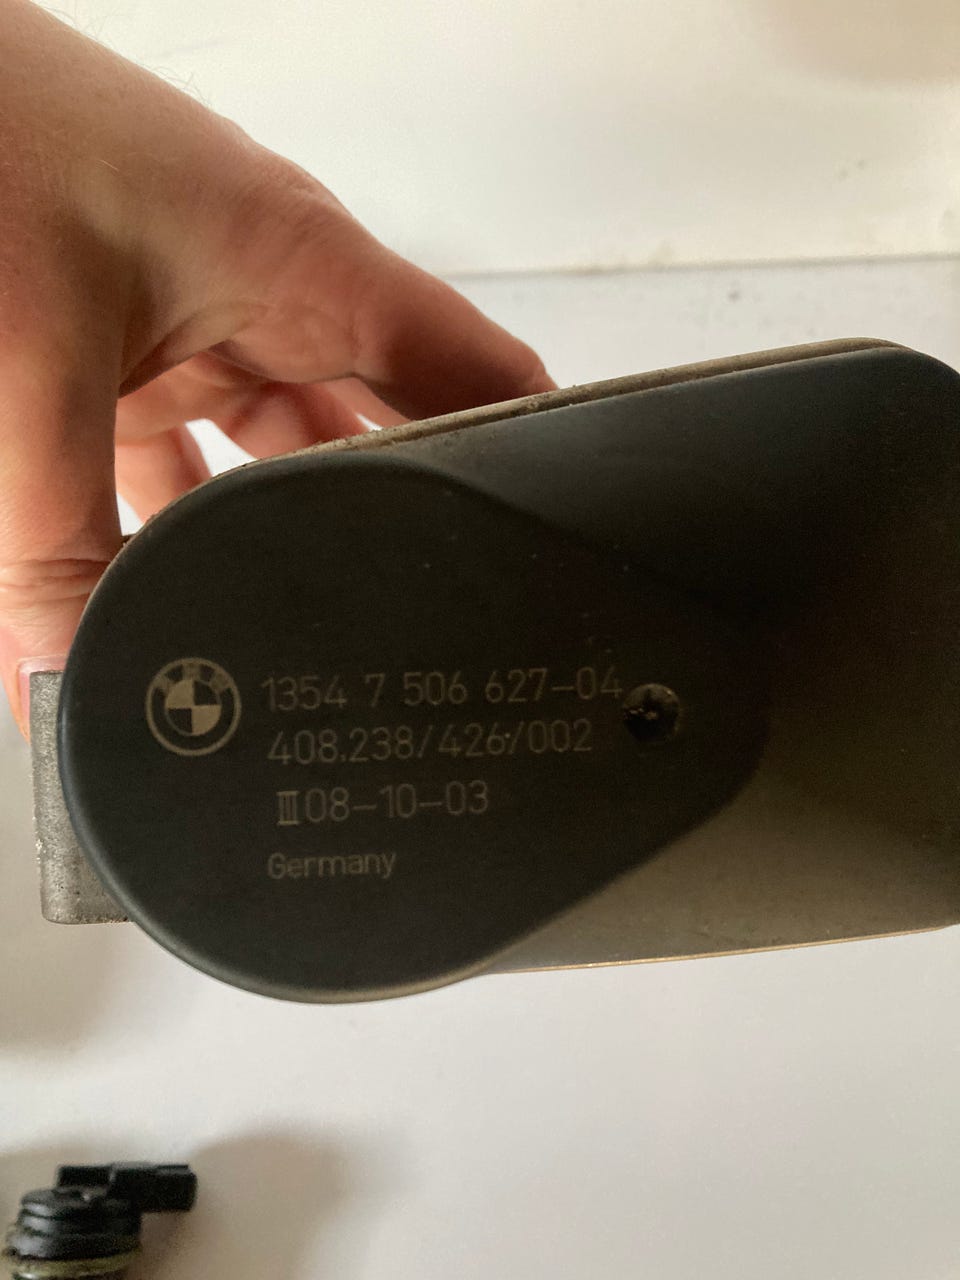 1354 7 506 627-04
408.238/426/002
III08-10-03
Germany